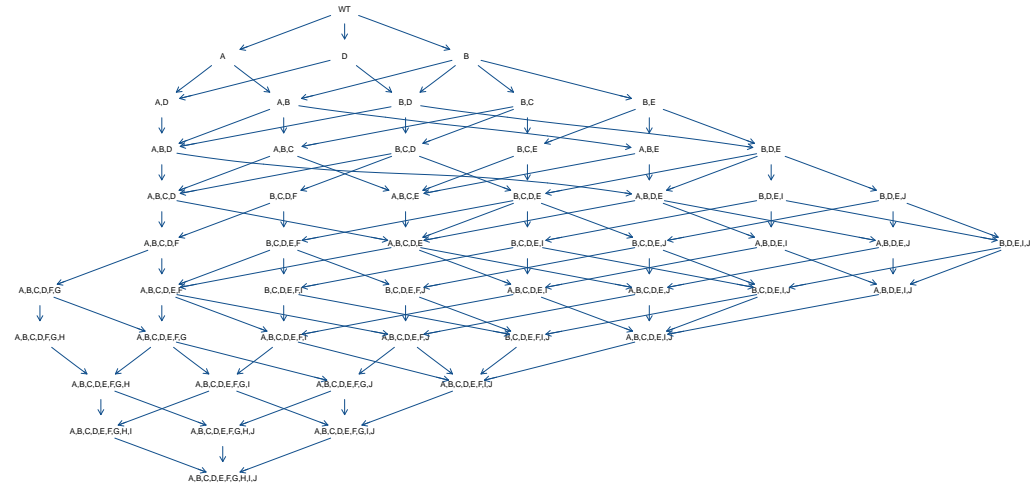 WT
A D B
A,D A,B B,D B,C B,E
A,B,D A,B,C B,C,D B,C,E A,B,E B,D,E
A,B,C,D B,C,D,F A,B,C,E B,C,D,E A,B,D,E B,D,E,I B,D,E,J
A,B,C,D,F B,C,D,E,F A,B,C,D,E B,C,D,E,I B,C,D,E,J A,B,D,E,I A,B,D,E,J B,D,E,I,J
A,B,C,D,F,G A,B,C,D,E,F B,C,D,E,F,I B,C,D,E,F,J A,B,C,D,E,I A,B,C,D,E,J B,C,D,E,I,J A,B,D,E,I,J
A,B,C,D,F,G,H A,B,C,D,E,F,G A,B,C,D,E,F,I A,B,C,D,E,F,J B,C,D,E,F,I,J A,B,C,D,E,I,J
A,B,C,D,E,F,G,H A,B,C,D,E,F,G,I A,B,C,D,E,F,G,J A,B,C,D,E,F,I,J
A,B,C,D,E,F,G,H,I A,B,C,D,E,F,G,H,J A,B,C,D,E,F,G,I,J
A,B,C,D,E,F,G,H,I,J